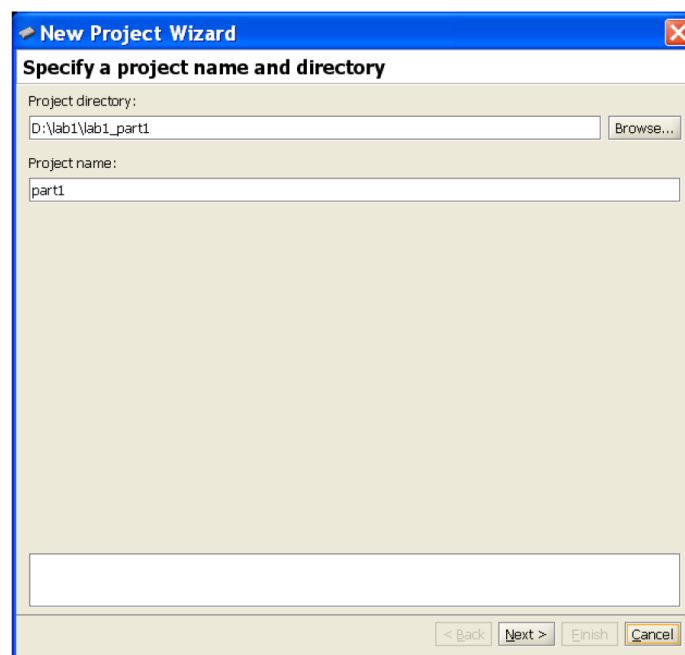 New Project Wizard
Specify a project name and directory
Project directory:
D:\lab1\lab1_part1
Browse...
Project name:
part1
< Back Next > Finish Cancel